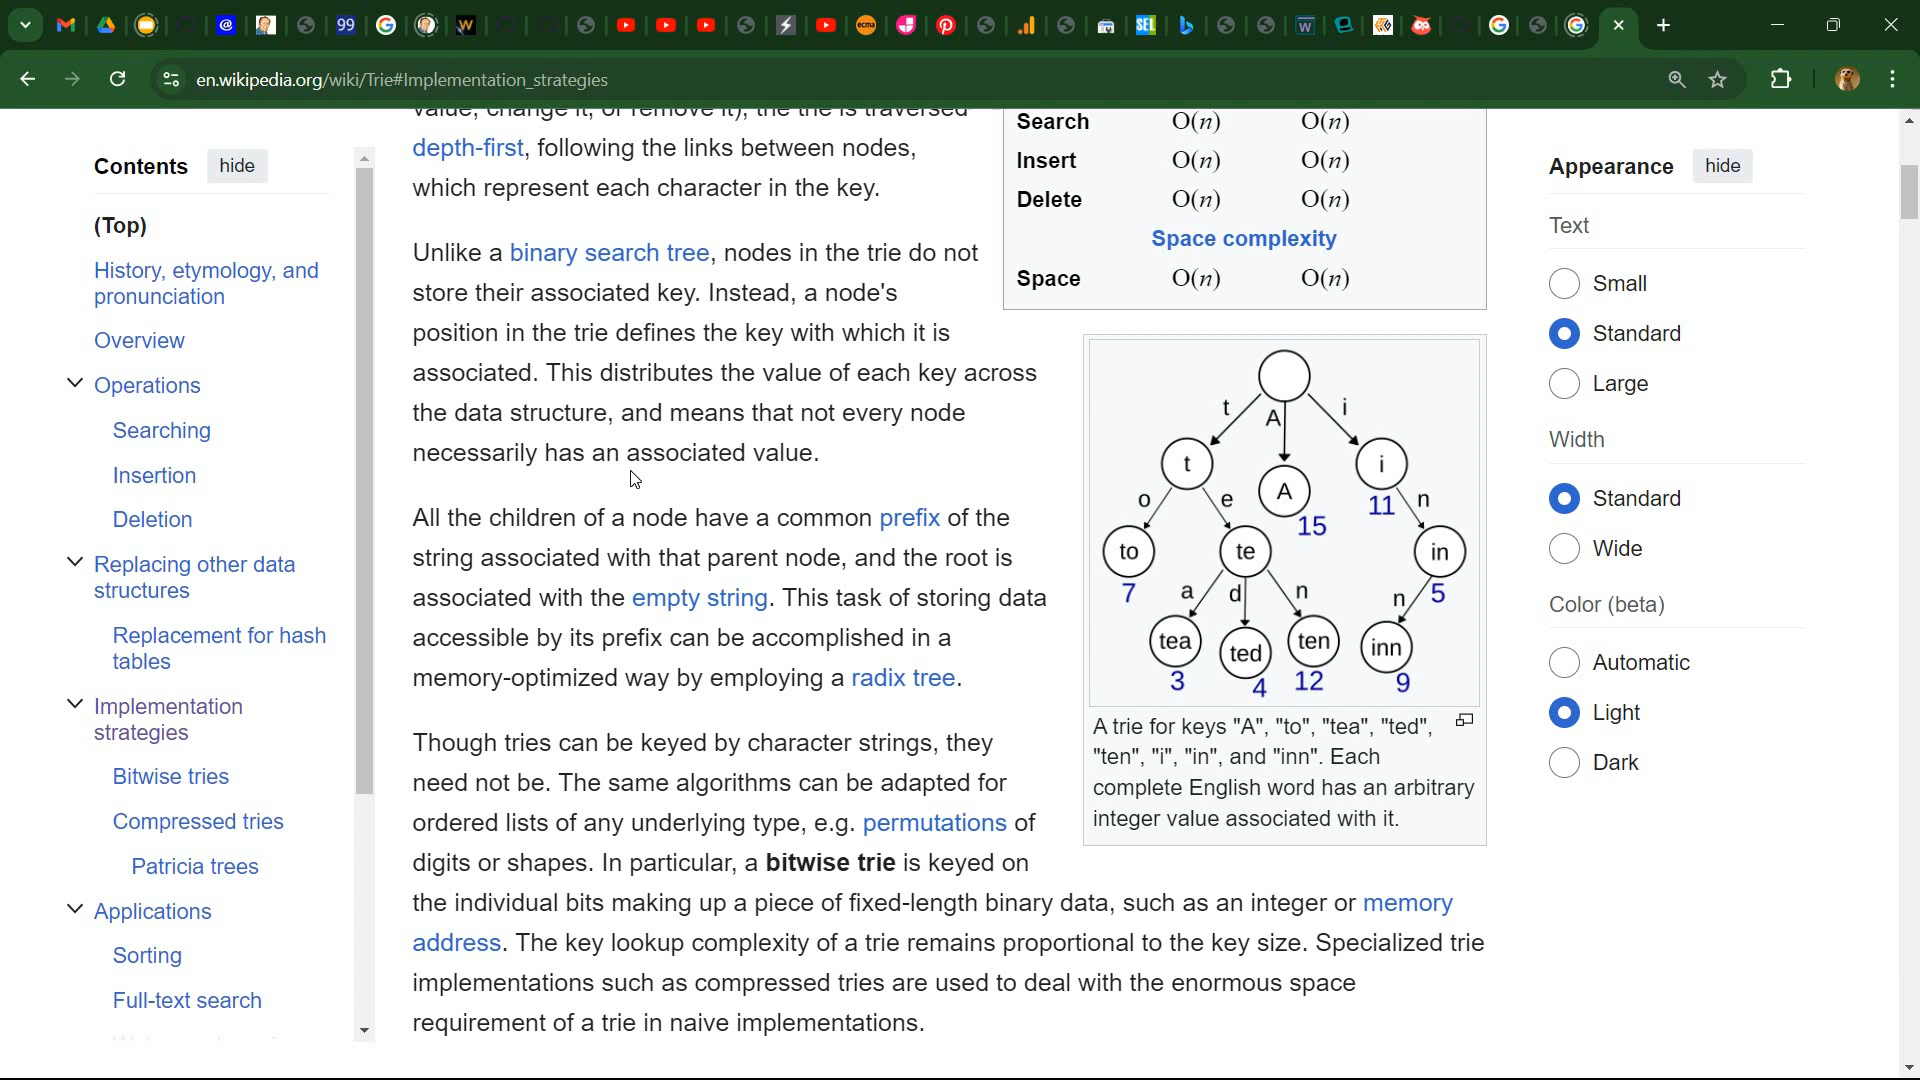 @
99
W
ecma
SEL
W
en.wikipedia.org/wiki/Trie#Implementation_strategies
Contents
hide
(Top)
History, etymology, and
pronunciation
Overview
Operations
Searching
Insertion
Deletion
Replacing other data
structures
Replacement for hash
tables
Implementation
strategies
Bitwise tries
Compressed tries
Patricia trees
Applications
Sorting
Full-text search
value, change it, or remove it), the trie is traversed
depth-first, following the links between nodes,
which represent each character in the key.
Unlike a binary search tree, nodes in the trie do not
store their associated key. Instead, a node's
position in the trie defines the key with which it is
associated. This distributes the value of each key across
the data structure, and means that not every node
necessarily has an associated value.
All the children of a node have a common prefix of the
string associated with that parent node, and the root is
associated with the empty string. This task of storing data
accessible by its prefix can be accomplished in a
memory-optimized way by employing a radix tree.
Though tries can be keyed by character strings, they
need not be. The same algorithms can be adapted for
ordered lists of any underlying type, e.g. permutations of
digits or shapes. In particular, a bitwise trie is keyed on
the individual bits making up a piece of fixed-length binary data, such as an integer or memory
address. The key lookup complexity of a trie remains proportional to the key size. Specialized trie
implementations such as compressed tries are used to deal with the enormous space
requirement of a trie in naive implementations.
Search O(n) O(n)
Insert O(n) O(n)
Delete O(n) O(n)
Space complexity
Space O(n) O(n)
t A i
t A i
15 11
o e n
to te in
7 5
a d n n
tea ted ten inn
3 4 12 9
A trie for keys "A", "to", "tea", "ted",
"ten", "i", "in", and "inn". Each
complete English word has an arbitrary
integer value associated with it.
Appearance
hide
Text
Small
Standard
Large
Width
Standard
Wide
Color (beta)
Automatic
Light
Dark